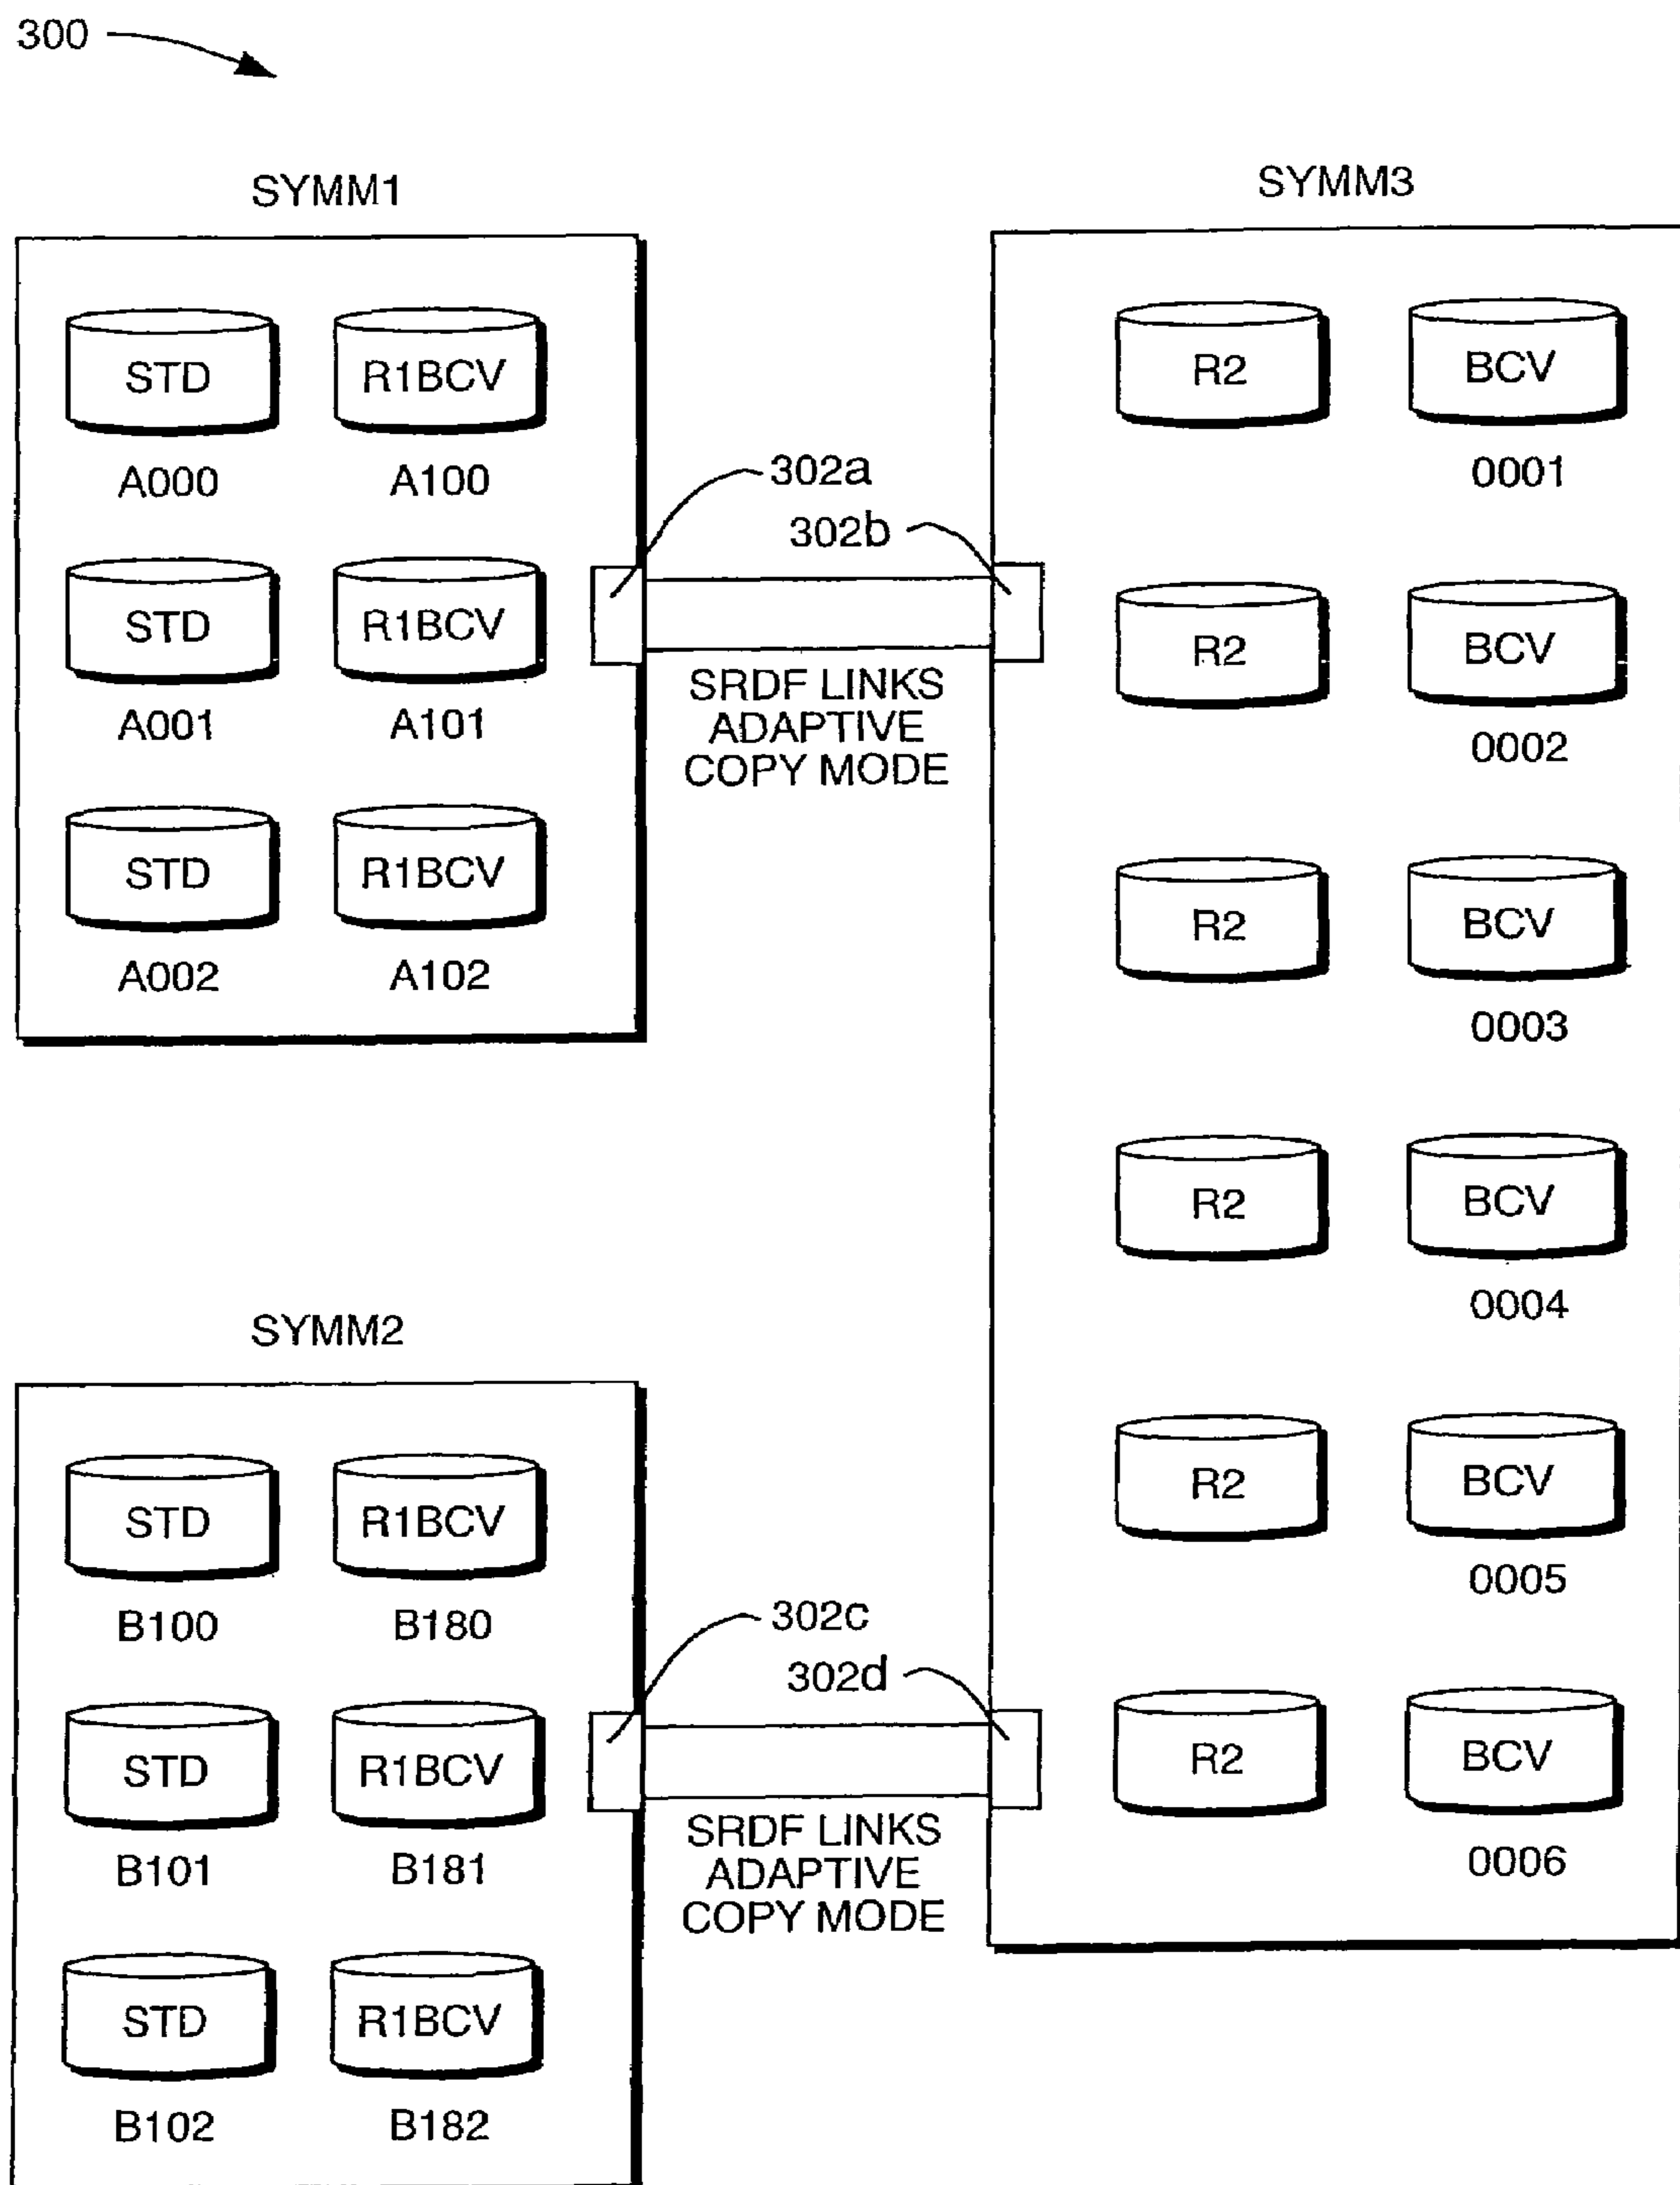 300
SYMM1
STD R1BCV
A000 A100
STD R1BCV
A001 A101
STD R1BCV
A002 A102
302a
302b
SRDF LINKS
ADAPTIVE
COPY MODE
SYMM3
R2 BCV
0001
R2 BCV
0002
R2 BCV
0003
R2 BCV
0004
R2 BCV
0005
R2 BCV
0006
SYMM2
STD R1BCV
B100 B180
STD R1BCV
B101 B181
STD R1BCV
B102 B182
302c
302d
SRDF LINKS
ADAPTIVE
COPY MODE